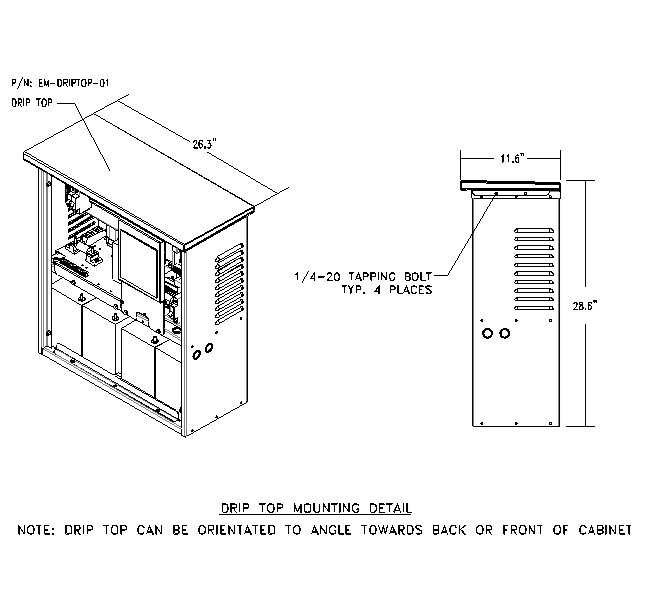 P/N: EM-DRIPTOP-01
DRIP TOP
26.3"
11.6"
1/4-20 TAPPING BOLT
TYP. 4 PLACES
28.6"
DRIP TOP MOUNTING DETAIL
NOTE: DRIP TOP CAN BE ORIENTATED TO ANGLE TOWARDS BACK OR FRONT OF CABINET